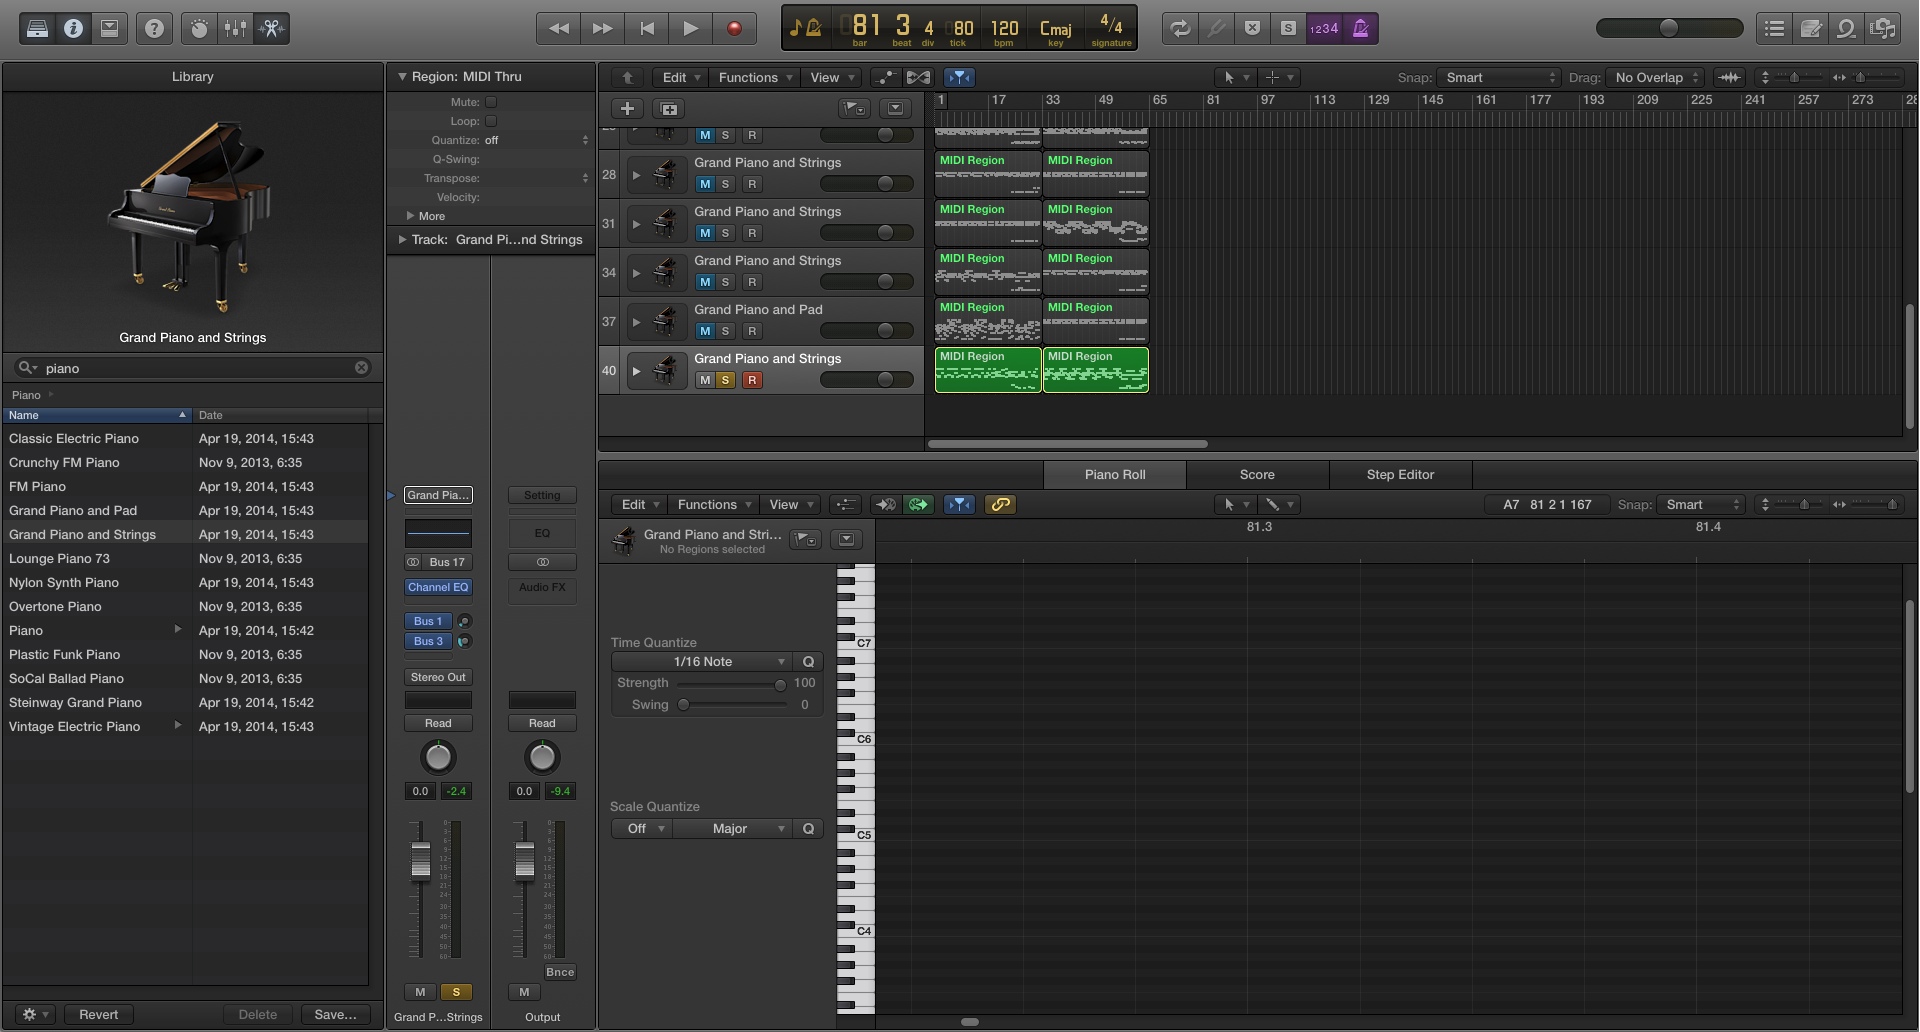 81 3 4 80 120 Cmaj 4/4
bar beat div tick bpm key signature
S 1234
Library
Grand Piano and Strings
piano
Piano
Name Date
Classic Electric Piano Apr 19, 2014, 15:43
Crunchy FM Piano Nov 9, 2013, 6:35
FM Piano Apr 19, 2014, 15:43
Grand Piano and Pad Apr 19, 2014, 15:43
Grand Piano and Strings Apr 19, 2014, 15:43
Lounge Piano 73 Nov 9, 2013, 6:35
Nylon Synth Piano Apr 19, 2014, 15:43
Overtone Piano Nov 9, 2013, 6:35
Piano Apr 19, 2014, 15:42
Plastic Funk Piano Nov 9, 2013, 6:35
SoCal Ballad Piano Nov 9, 2013, 6:35
Steinway Grand Piano Apr 19, 2014, 15:42
Vintage Electric Piano Apr 19, 2014, 15:43
Revert Delete Save...
Region: MIDI Thru
Mute:
Loop:
Quantize: off
Q-Swing:
Transpose:
Velocity:
More
Track: Grand Pi...nd Strings
Grand Pia... Setting
EQ
Bus 17
Channel EQ Audio FX
Bus 1
Bus 3
Stereo Out
Read Read
0.0 -2.4 0.0 -9.4
Bnce
M S M
Grand P...Strings Output
Edit Functions View Snap: Smart Drag: No Overlap
1 17 33 49 65 81 97 113 129 145 161 177 193 209 225 241 257 273
M S R
28 Grand Piano and Strings MIDI Region MIDI Region
M S R
31 Grand Piano and Strings MIDI Region MIDI Region
M S R
34 Grand Piano and Strings MIDI Region MIDI Region
M S R
37 Grand Piano and Pad MIDI Region MIDI Region
M S R
40 Grand Piano and Strings MIDI Region MIDI Region
M S R
Piano Roll Score Step Editor
Edit Functions View A7 81 2 1 167 Snap: Smart
81.3 81.4
Grand Piano and Stri...
No Regions selected
Time Quantize
1/16 Note Q
Strength 100
Swing 0
Scale Quantize
Off Major Q
C7
C6
C5
C4